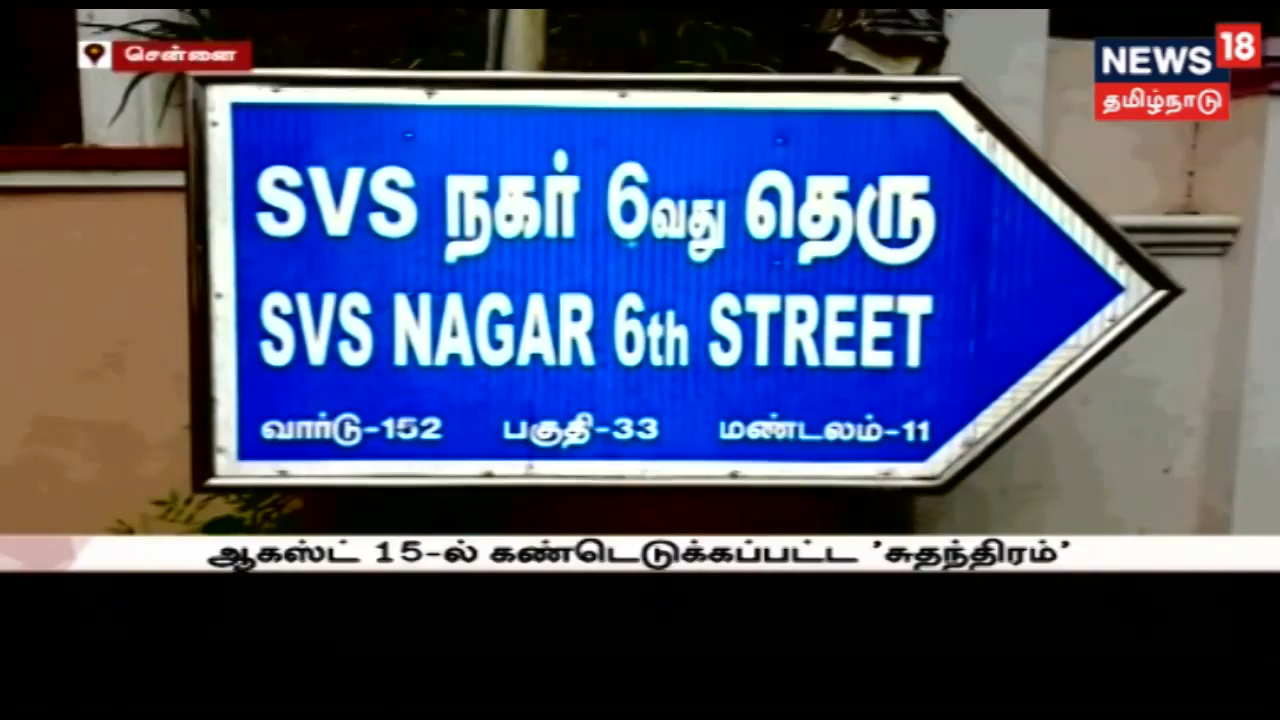 சென்னை
NEWS 18
தமிழ்நாடு
SVS நகர் 6வது தெரு
SVS NAGAR 6th STREET
வார்டு-152 பகுதி-33 மண்டலம்-11
ஆகஸ்ட் 15-ல் கண்டெடுக்கப்பட்ட 'சுதந்திரம்'